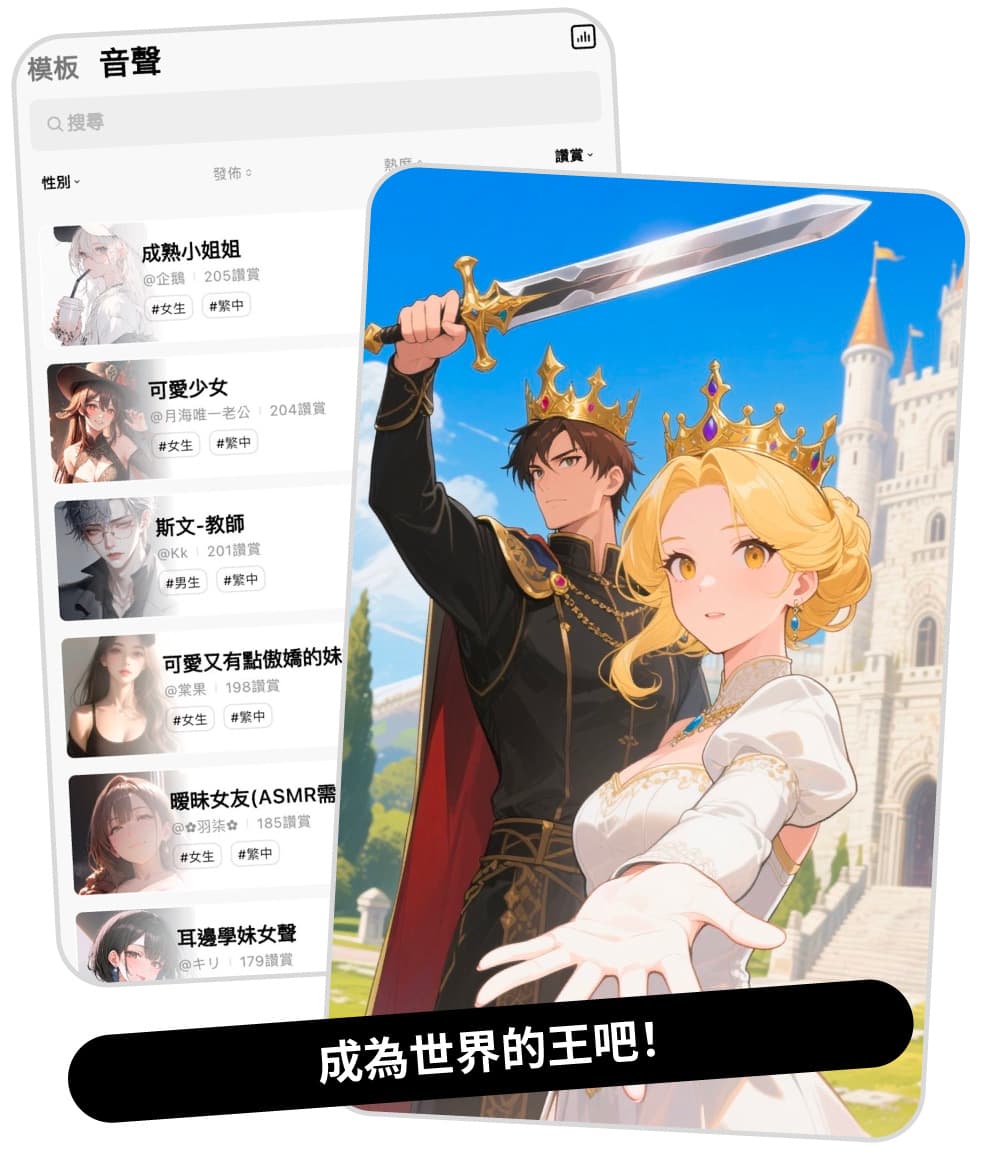 模板 音聲
搜尋
性別 發佈 熱度 讚賞
成熟小姐姐
@企鵝 205讚賞
#女生 #繁中
可愛少女
@月海唯一老公 204讚賞
#女生 #繁中
斯文-教師
@Kk 201讚賞
#男生 #繁中
可愛又有點傲嬌的妹
@棠果 198讚賞
#女生 #繁中
曖昧女友(ASMR需
@✿羽柒✿ 185讚賞
#女生 #繁中
耳邊學妹女聲
@キリ 179讚賞
成為世界的王吧!